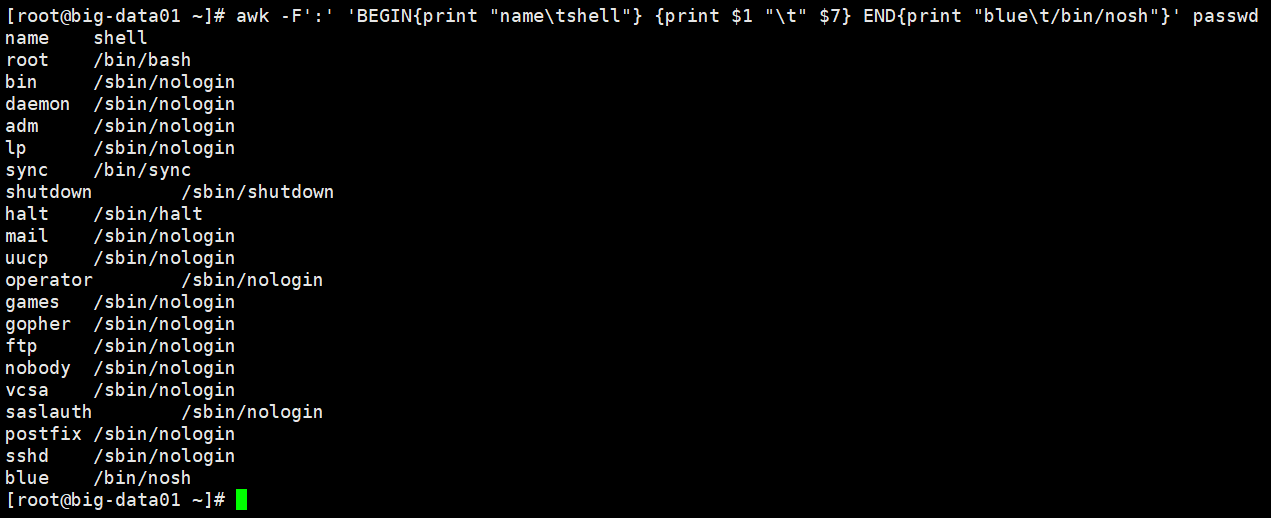 [root@big-data01 ~]# awk -F':' 'BEGIN{print "name\tshell"} {print $1 "\t" $7} END{print "blue\t/bin/nosh"}' passwd
name	shell
root	/bin/bash
bin	/sbin/nologin
daemon	/sbin/nologin
adm	/sbin/nologin
lp	/sbin/nologin
sync	/bin/sync
shutdown	/sbin/shutdown
halt	/sbin/halt
mail	/sbin/nologin
uucp	/sbin/nologin
operator	/sbin/nologin
games	/sbin/nologin
gopher	/sbin/nologin
ftp	/sbin/nologin
nobody	/sbin/nologin
vcsa	/sbin/nologin
saslauth	/sbin/nologin
postfix	/sbin/nologin
sshd	/sbin/nologin
blue	/bin/nosh
[root@big-data01 ~]#